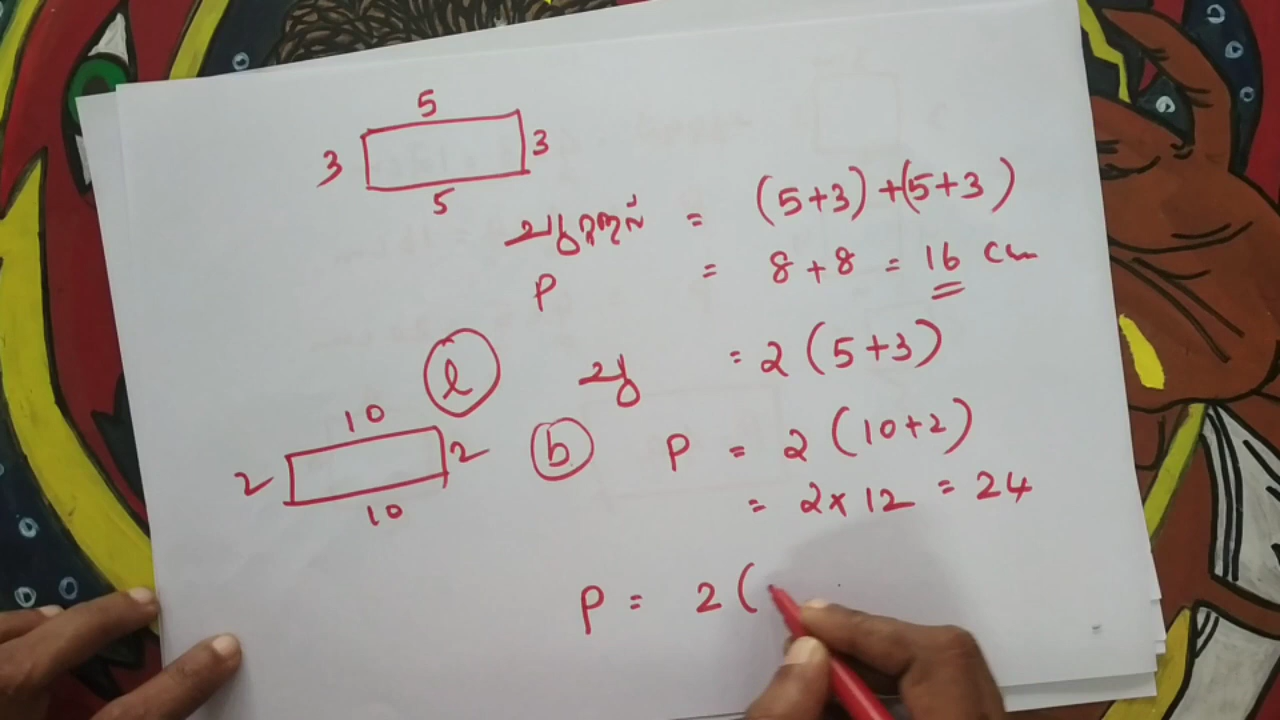 5
3 3
5
ചുറ്റളവ് = (5+3) + (5+3)
P = 8 + 8 = 16 cm
l ചു = 2 (5+3)
10
2 2
10
b P = 2 (10+2)
= 2 x 12 = 24
P = 2 (